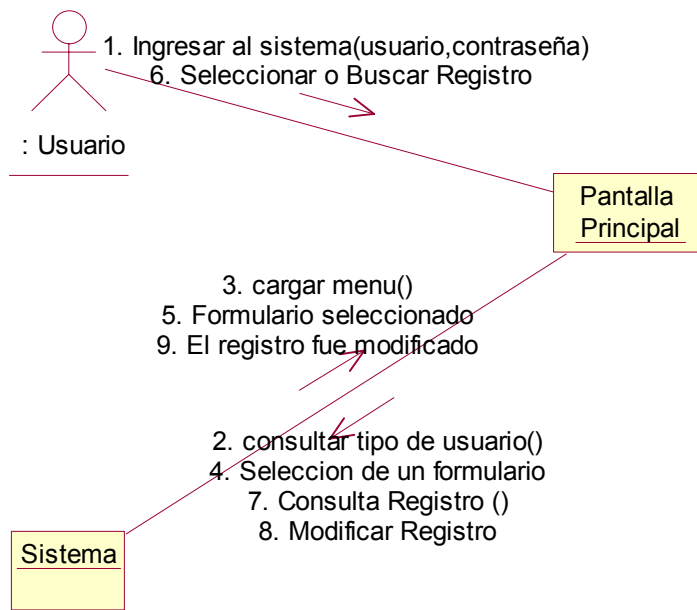 1. Ingresar al sistema(usuario,contraseña)
6. Seleccionar o Buscar Registro
: Usuario
Pantalla
Principal
3. cargar menu()
5. Formulario seleccionado
9. El registro fue modificado
2. consultar tipo de usuario()
4. Seleccion de un formulario
7. Consulta Registro ()
8. Modificar Registro
Sistema